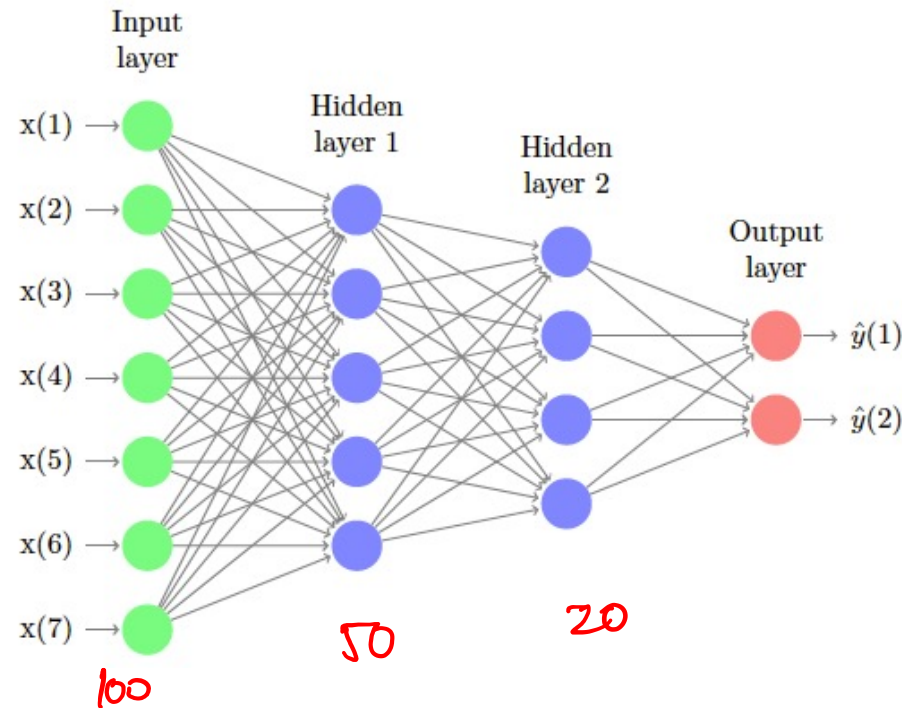 Input
layer
Hidden
layer 1
Hidden
layer 2
Output
layer
x(1)
x(2)
x(3)
x(4)
x(5)
x(6)
x(7)
ŷ(1)
ŷ(2)
100
50
20